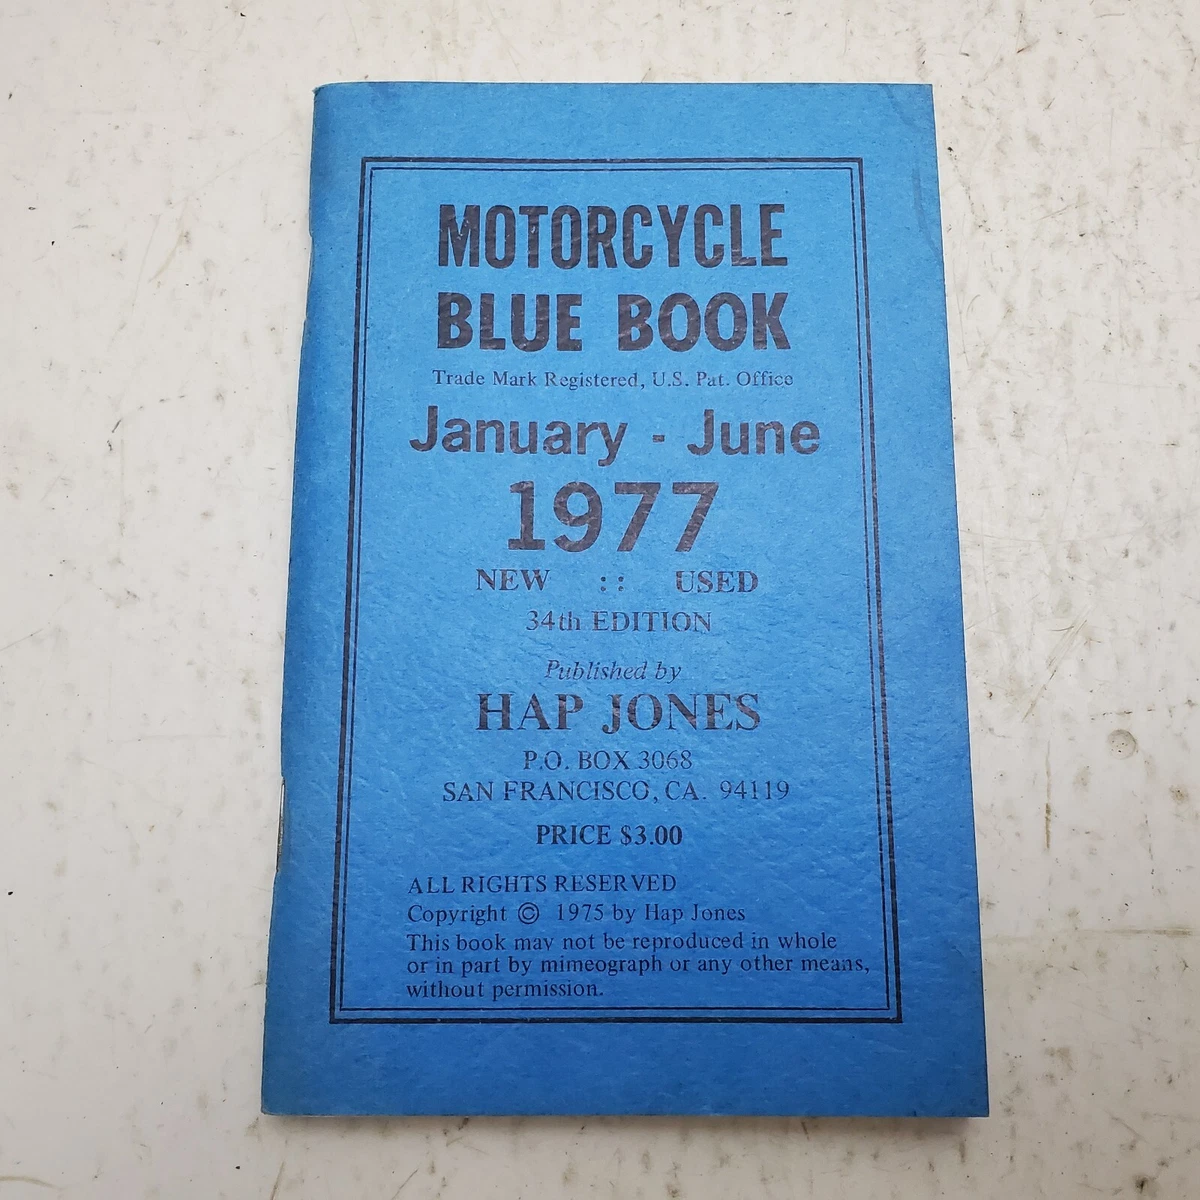 MOTORCYCLE
BLUE BOOK
Trade Mark Registered, U.S. Pat. Office
January - June
1977
NEW :: USED
34th EDITION
Published by
HAP JONES
P.O. BOX 3068
SAN FRANCISCO, CA. 94119
PRICE $3.00
ALL RIGHTS RESERVED
Copyright © 1975 by Hap Jones
This book may not be reproduced in whole
or in part by mimeograph or any other means,
without permission.